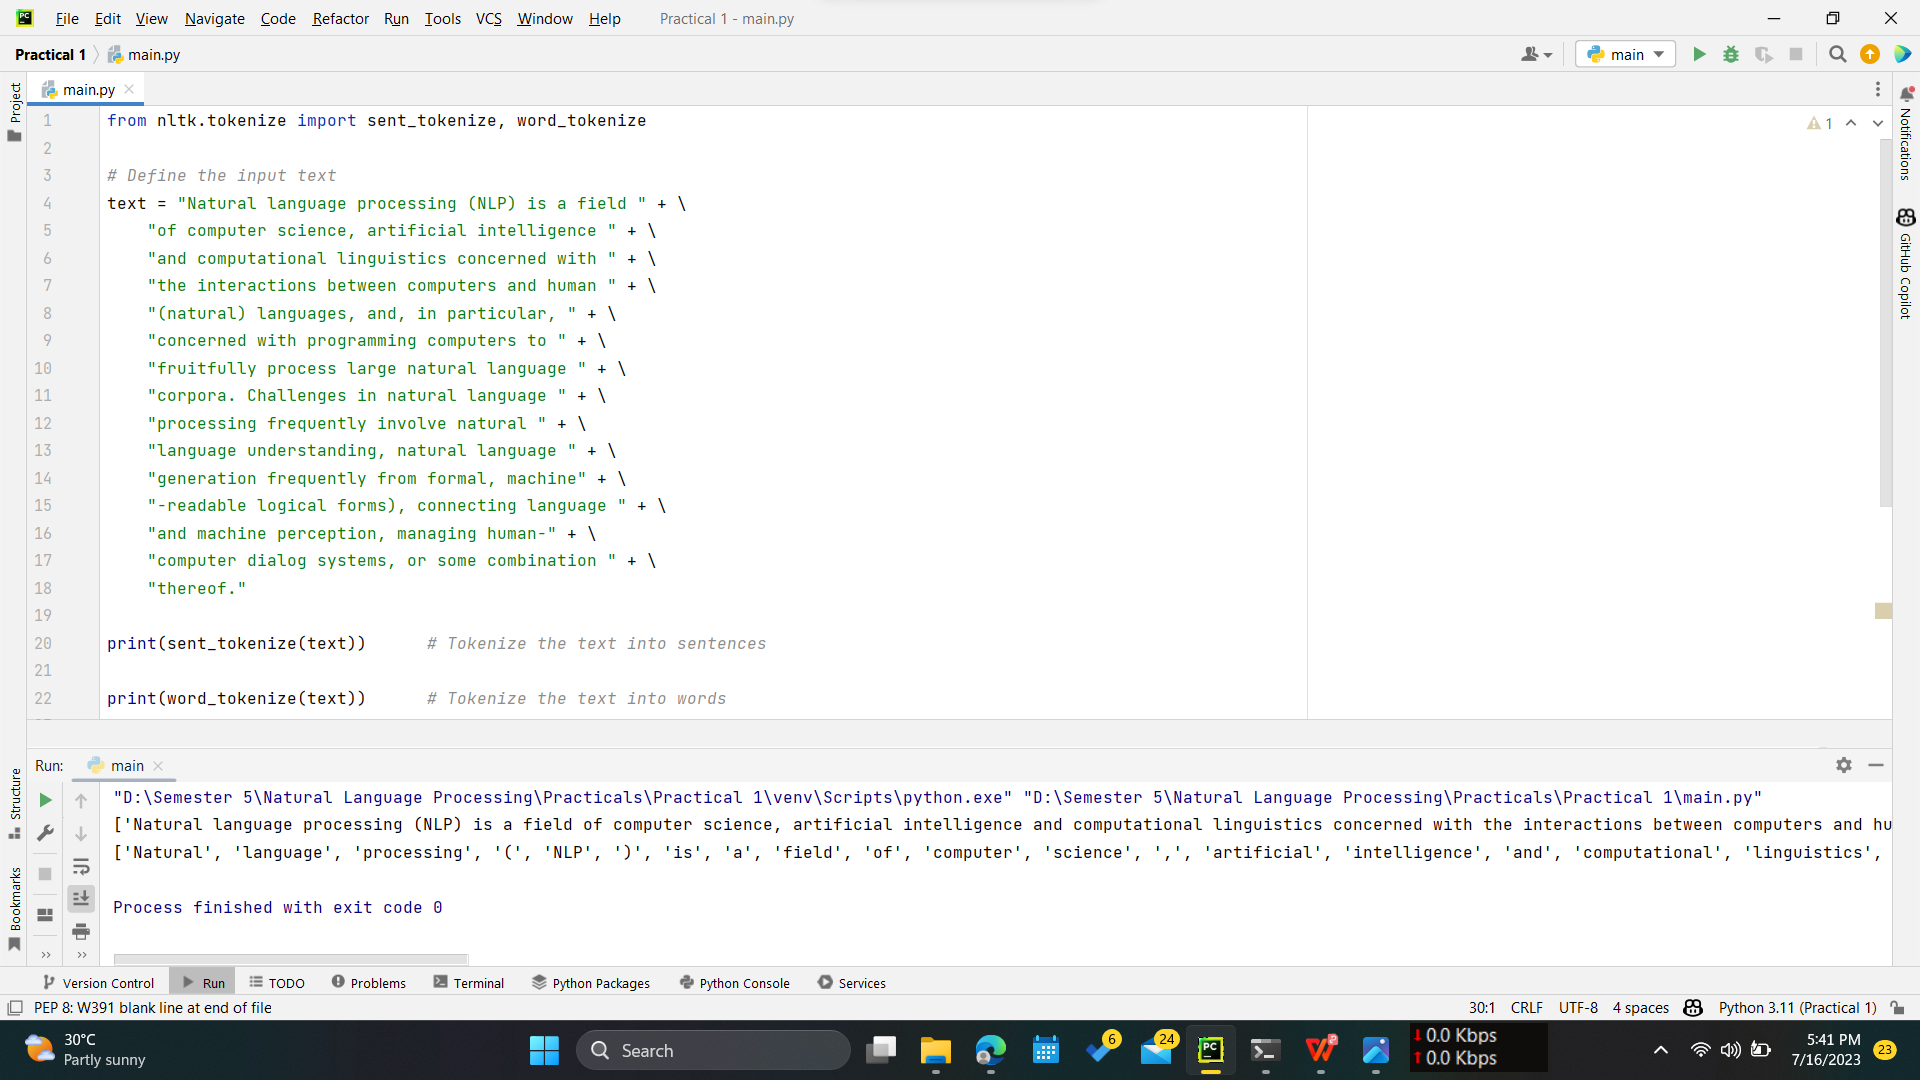 File Edit View Navigate Code Refactor Run Tools VCS Window Help Practical 1 - main.py
Practical 1 main.py main
Project
main.py
1 from nltk.tokenize import sent_tokenize, word_tokenize
2
3 # Define the input text
4 text = "Natural language processing (NLP) is a field " + \
5 "of computer science, artificial intelligence " + \
6 "and computational linguistics concerned with " + \
7 "the interactions between computers and human " + \
8 "(natural) languages, and, in particular, " + \
9 "concerned with programming computers to " + \
10 "fruitfully process large natural language " + \
11 "corpora. Challenges in natural language " + \
12 "processing frequently involve natural " + \
13 "language understanding, natural language " + \
14 "generation frequently from formal, machine" + \
15 "-readable logical forms), connecting language " + \
16 "and machine perception, managing human-" + \
17 "computer dialog systems, or some combination " + \
18 "thereof."
19
20 print(sent_tokenize(text)) # Tokenize the text into sentences
21
22 print(word_tokenize(text)) # Tokenize the text into words
1
Notifications
GitHub Copilot
Structure
Bookmarks
Run: main
"D:\Semester 5\Natural Language Processing\Practicals\Practical 1\venv\Scripts\python.exe" "D:\Semester 5\Natural Language Processing\Practicals\Practical 1\main.py"
['Natural language processing (NLP) is a field of computer science, artificial intelligence and computational linguistics concerned with the interactions between computers and hu
['Natural', 'language', 'processing', '(', 'NLP', ')', 'is', 'a', 'field', 'of', 'computer', 'science', ',', 'artificial', 'intelligence', 'and', 'computational', 'linguistics',
Process finished with exit code 0
Version Control Run TODO Problems Terminal Python Packages Python Console Services
PEP 8: W391 blank line at end of file 30:1 CRLF UTF-8 4 spaces Python 3.11 (Practical 1)
30°C
Partly sunny
Search
6
24
PC
0.0 Kbps
0.0 Kbps
5:41 PM
7/16/2023
23